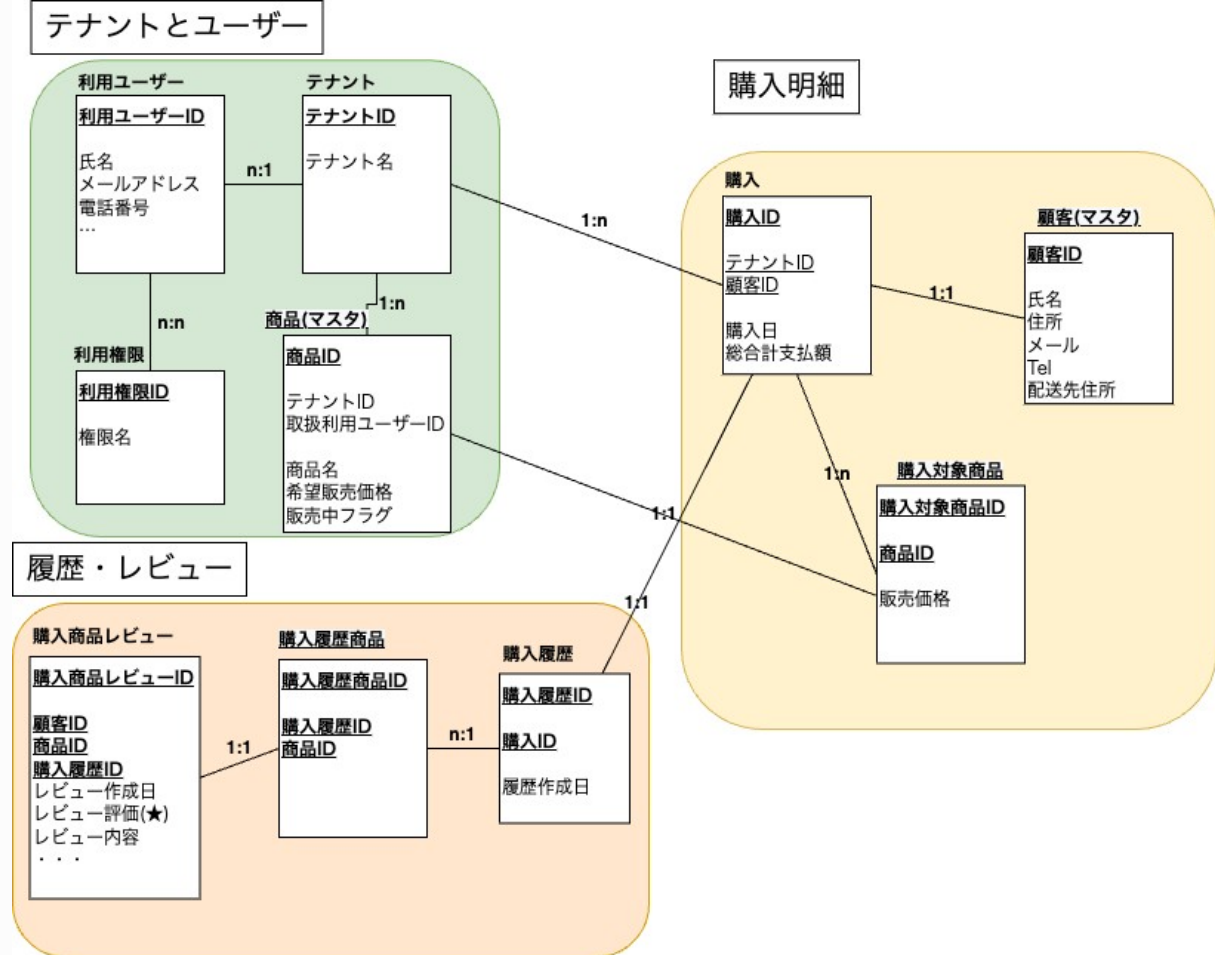 テナントとユーザー
利用ユーザー
利用ユーザーID
氏名
メールアドレス
電話番号
…
n:1
テナント
テナントID
テナント名
n:n
1:n
利用権限
利用権限ID
権限名
商品(マスタ)
商品ID
テナントID
取扱利用ユーザーID
商品名
希望販売価格
販売中フラグ
1:n
購入明細
購入
購入ID
テナントID
顧客ID
購入日
総合計支払額
1:1
顧客(マスタ)
顧客ID
氏名
住所
メール
Tel
配送先住所
1:n
購入対象商品
購入対象商品ID
商品ID
販売価格
1:1
1:1
履歴・レビュー
購入商品レビュー
購入商品レビューID
顧客ID
商品ID
購入履歴ID
レビュー作成日
レビュー評価(★)
レビュー内容
・・・
1:1
購入履歴商品
購入履歴商品ID
購入履歴ID
商品ID
n:1
購入履歴
購入履歴ID
購入ID
履歴作成日